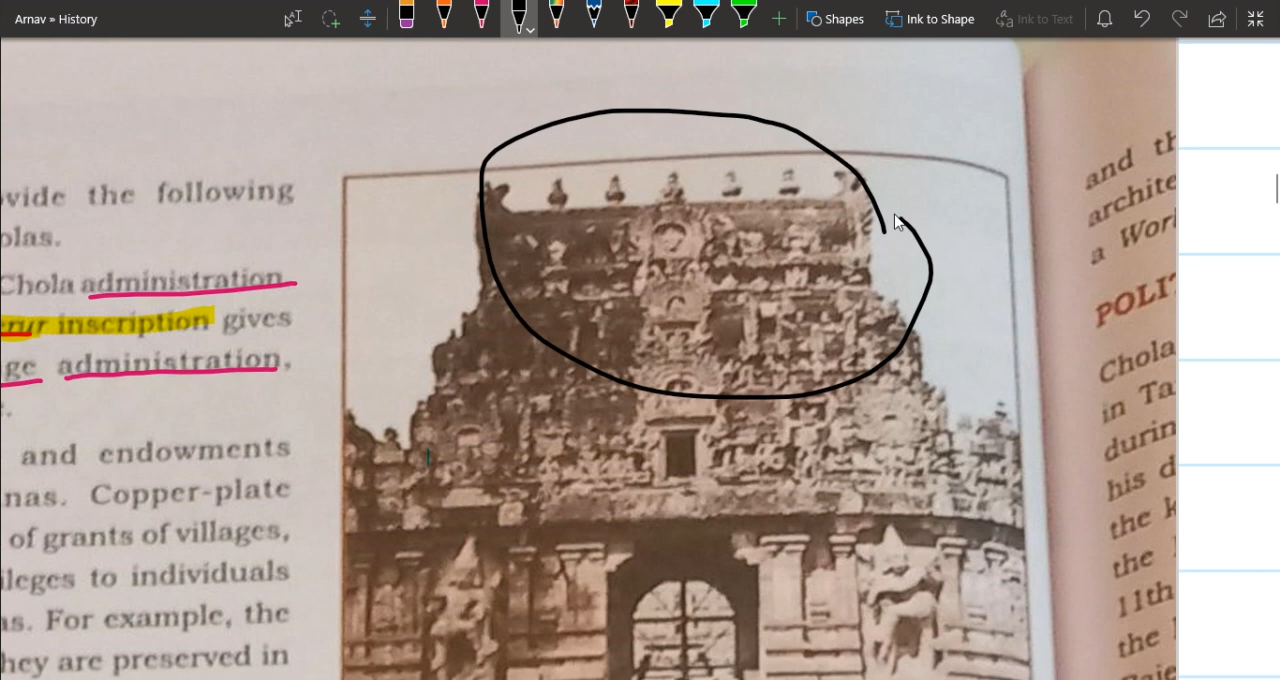 Arnav » History
Shapes
Ink to Shape
Ink to Text
vide the following
olas.
Chola administration
rur inscription gives
ge administration,
and endowments
nas. Copper-plate
of grants of villages,
ileges to individuals
as. For example, the
hey are preserved in
and th
archite
a Worl
POLIT
Chola
in Ta
durin
his d
the k
the
11th
the